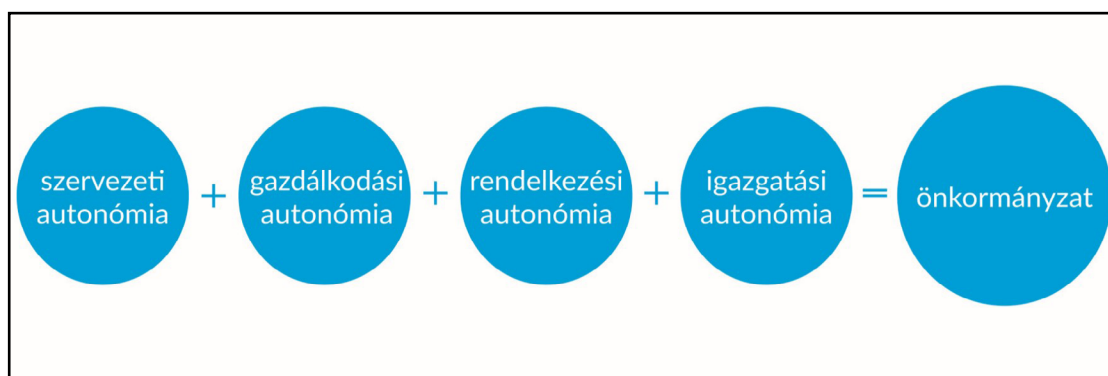 szervezeti
autonómia
+
gazdálkodási
autonómia
+
rendelkezési
autonómia
+
igazgatási
autonómia
=
önkormányzat